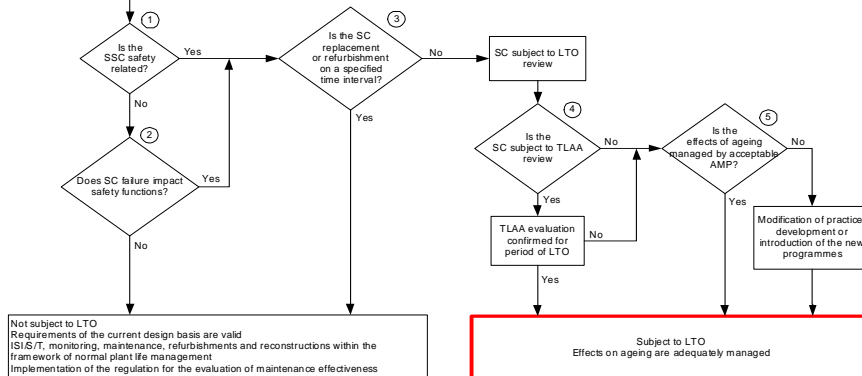 1
Is the
SSC safety
related?
Yes
No
2
Does SC failure impact
safety functions?
Yes
No
3
Is the SC
replacement
or refurbishment
on a specified
time interval?
No
Yes
SC subject to LTO
review
4
Is the
SC subject to TLAA
review
No
Yes
TLAA evaluation
confirmed for
period of LTO
No
Yes
5
Is the
effects of ageing
managed by acceptable
AMP?
No
Yes
Modification of practice,
development or
introduction of the new
programmes
Not subject to LTO
Requirements of the current design basis are valid
ISI/S/T, monitoring, maintenance, refurbishments and reconstructions within the
framework of normal plant life management
Implementation of the regulation for the evaluation of maintenance effectiveness
Subject to LTO
Effects on ageing are adequately managed